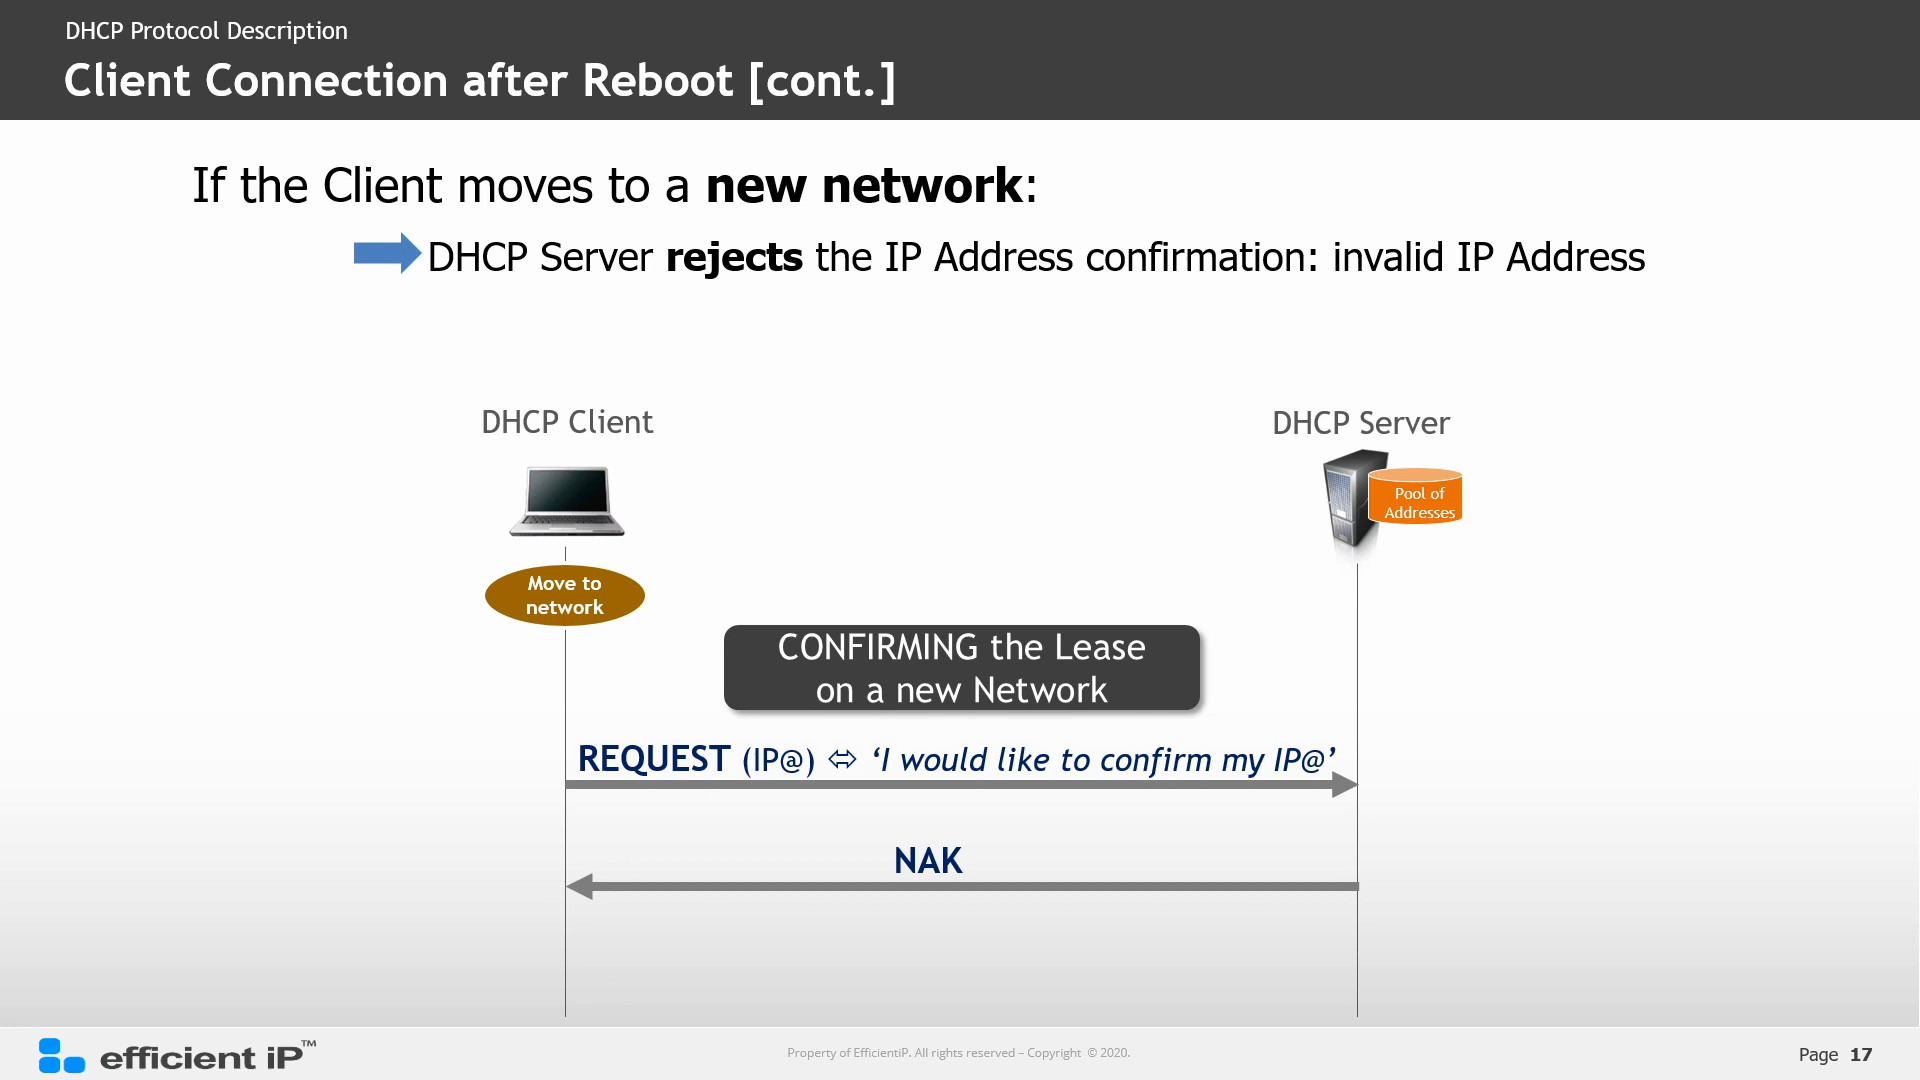 DHCP Protocol Description
Client Connection after Reboot [cont.]
If the Client moves to a new network:
DHCP Server rejects the IP Address confirmation: invalid IP Address
DHCP Client
DHCP Server
Pool of
Addresses
Move to
network
CONFIRMING the Lease
on a new Network
REQUEST (IP@) ⬄ ‘I would like to confirm my IP@’
NAK
efficient iP™
Property of EfficientiP. All rights reserved – Copyright © 2020.
Page 17